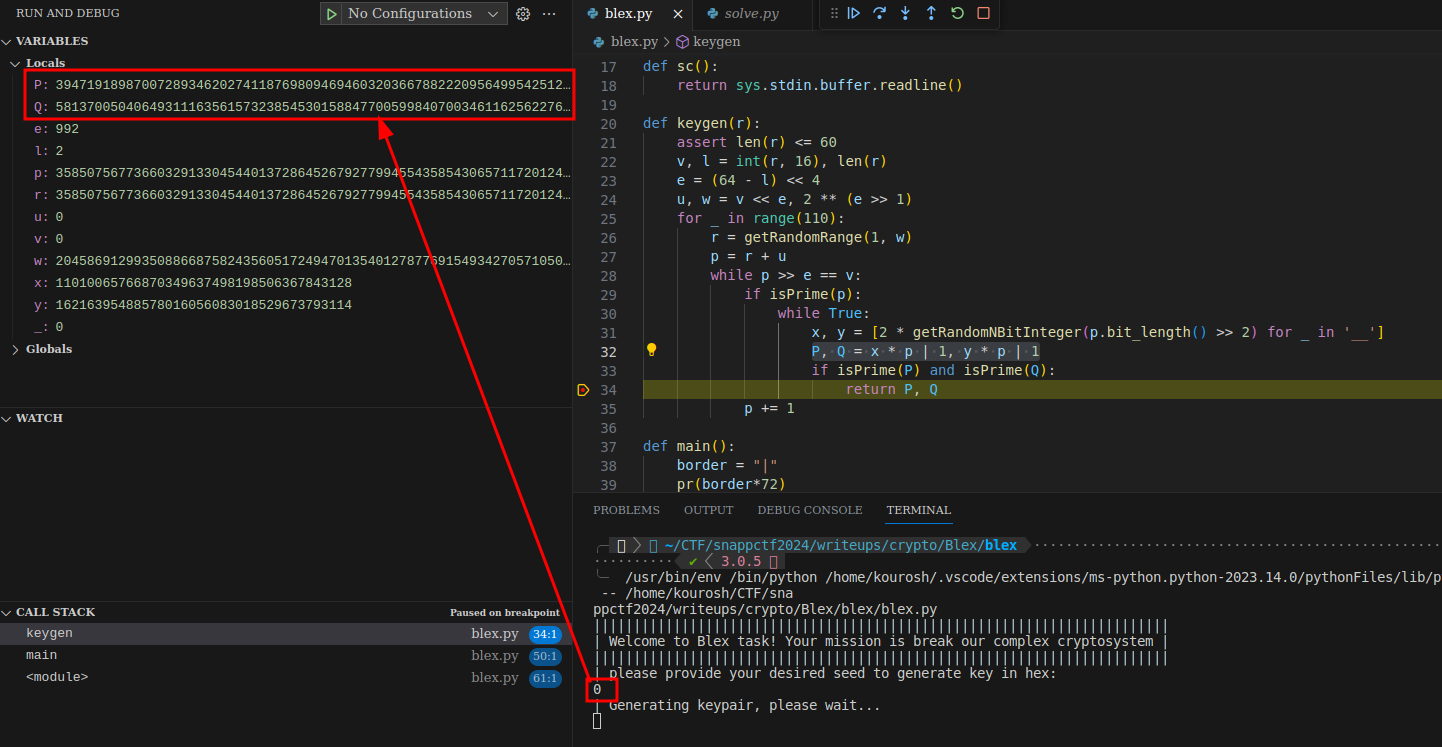 RUN AND DEBUG
No Configurations
VARIABLES
Locals
P: 39471918987007289346202741187698094694603203667882220956499542512…
Q: 58137005040649311163561573238545301588477005998407003461162562276…
e: 992
l: 2
p: 35850756773660329133045440137286452679277994554358543065711720124…
r: 35850756773660329133045440137286452679277994554358543065711720124…
u: 0
v: 0
w: 20458691299350886687582435605172494701354012787769154934270571050…
x: 110100657668703496374981985063678431​28
y: 162163954885780160560830185296737931​14
_: 0
Globals
WATCH
CALL STACK
Paused on breakpoint
keygen blex.py 34:1
main blex.py 50:1
<module> blex.py 61:1
blex.py solve.py
blex.py > keygen
17 def sc():
18 return sys.stdin.buffer.readline()
19
20 def keygen(r):
21 assert len(r) <= 60
22 v, l = int(r, 16), len(r)
23 e = (64 - l) << 4
24 u, w = v << e, 2 ** (e >> 1)
25 for _ in range(110):
26 r = getRandomRange(1, w)
27 p = r + u
28 while p >> e == v:
29 if isPrime(p):
30 while True:
31 x, y = [2 * getRandomNBitInteger(p.bit_length() >> 2) for _ in '__']
32 P, Q = x * p | 1, y * p | 1
33 if isPrime(P) and isPrime(Q):
34 return P, Q
35 p += 1
36
37 def main():
38 border = "|"
39 pr(border*72)
PROBLEMS OUTPUT DEBUG CONSOLE TERMINAL
~/CTF/snappctf2024/writeups/crypto/Blex/blex
✔ 3.0.5
/usr/bin/env /bin/python /home/kourosh/.vscode/extensions/ms-python.python-2023.14.0/pythonFiles/lib/p
-- /home/kourosh/CTF/sna
ppctf2024/writeups/crypto/Blex/blex/blex.py
||||||||||||||||||||||||||||||||||||||||||||||||||||||||||||||||||||||||
| Welcome to Blex task! Your mission is break our complex cryptosystem |
||||||||||||||||||||||||||||||||||||||||||||||||||||||||||||||||||||||||
| please provide your desired seed to generate key in hex:
0
| Generating keypair, please wait...